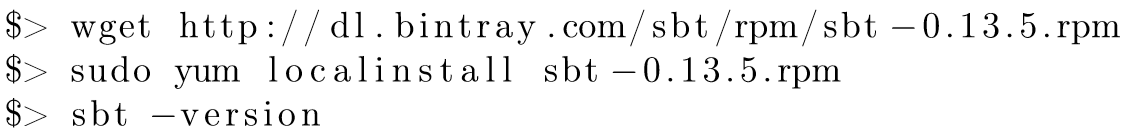 $> wget http://dl.bintray.com/sbt/rpm/sbt-0.13.5.rpm
$> sudo yum localinstall sbt-0.13.5.rpm
$> sbt -version